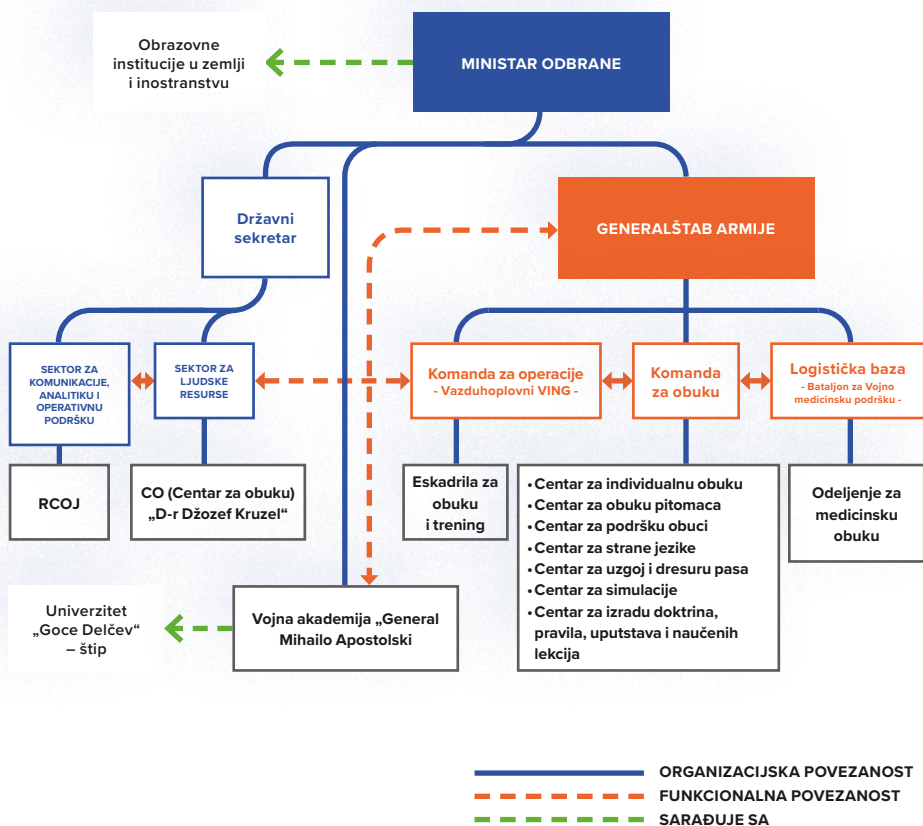 Obrazovne
institucije u zemlji
i inostranstvu
MINISTAR ODBRANE
Državni
sekretar
GENERALŠTAB ARMIJE
SEKTOR ZA
KOMUNIKACIJE,
ANALITIKU I
OPERATIVNU
PODRŠKU
SEKTOR ZA
LJUDSKE
RESURSE
Komanda za operacije
- Vazduhoplovni VING -
Komanda
za obuku
Logistička baza
- Bataljon za Vojno
medicinsku podršku -
RCOJ
CO (Centar za obuku)
„D-r Džozef Kruzel“
Eskadrila za
obuku
i trening
• Centar za individualnu obuku
• Centar za obuku pitomaca
• Centar za podršku obuci
• Centar za strane jezike
• Centar za uzgoj i dresuru pasa
• Centar za simulacije
• Centar za izradu doktrina,
pravila, uputstava i naučenih
lekcija
Odeljenje za
medicinsku
obuku
Univerzitet
„Goce Delčev“
– štip
Vojna akademija „General
Mihailo Apostolski
ORGANIZACIJSKA POVEZANOST
FUNKCIONALNA POVEZANOST
SARAĐUJE SA